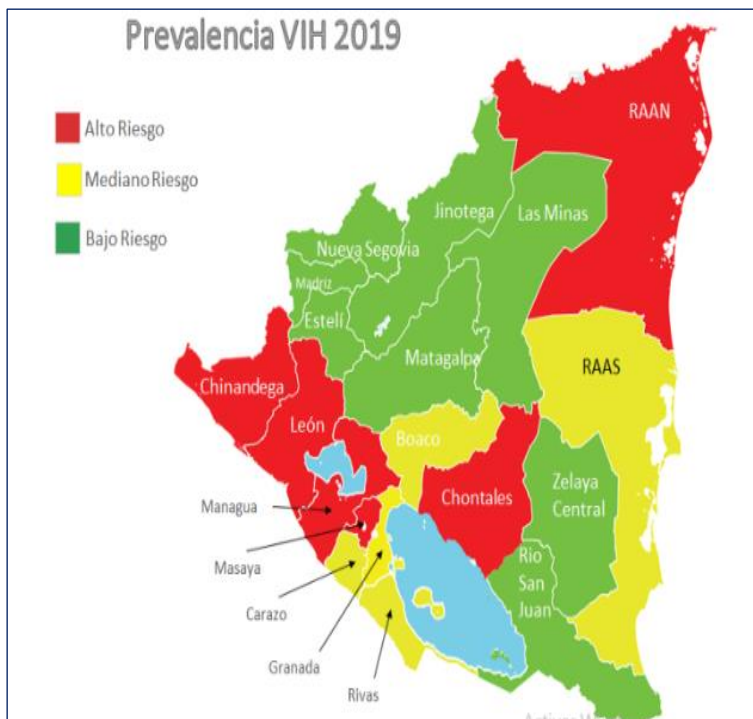 Prevalencia VIH 2019
Alto Riesgo
Mediano Riesgo
Bajo Riesgo
RAAN
Jinotega
Las Minas
Nueva Segovia
Madriz
Estelí
Matagalpa
RAAS
Chinandega
León
Boaco
Chontales
Zelaya
Central
Managua
Masaya
Rio
San
Juan
Carazo
Granada
Rivas